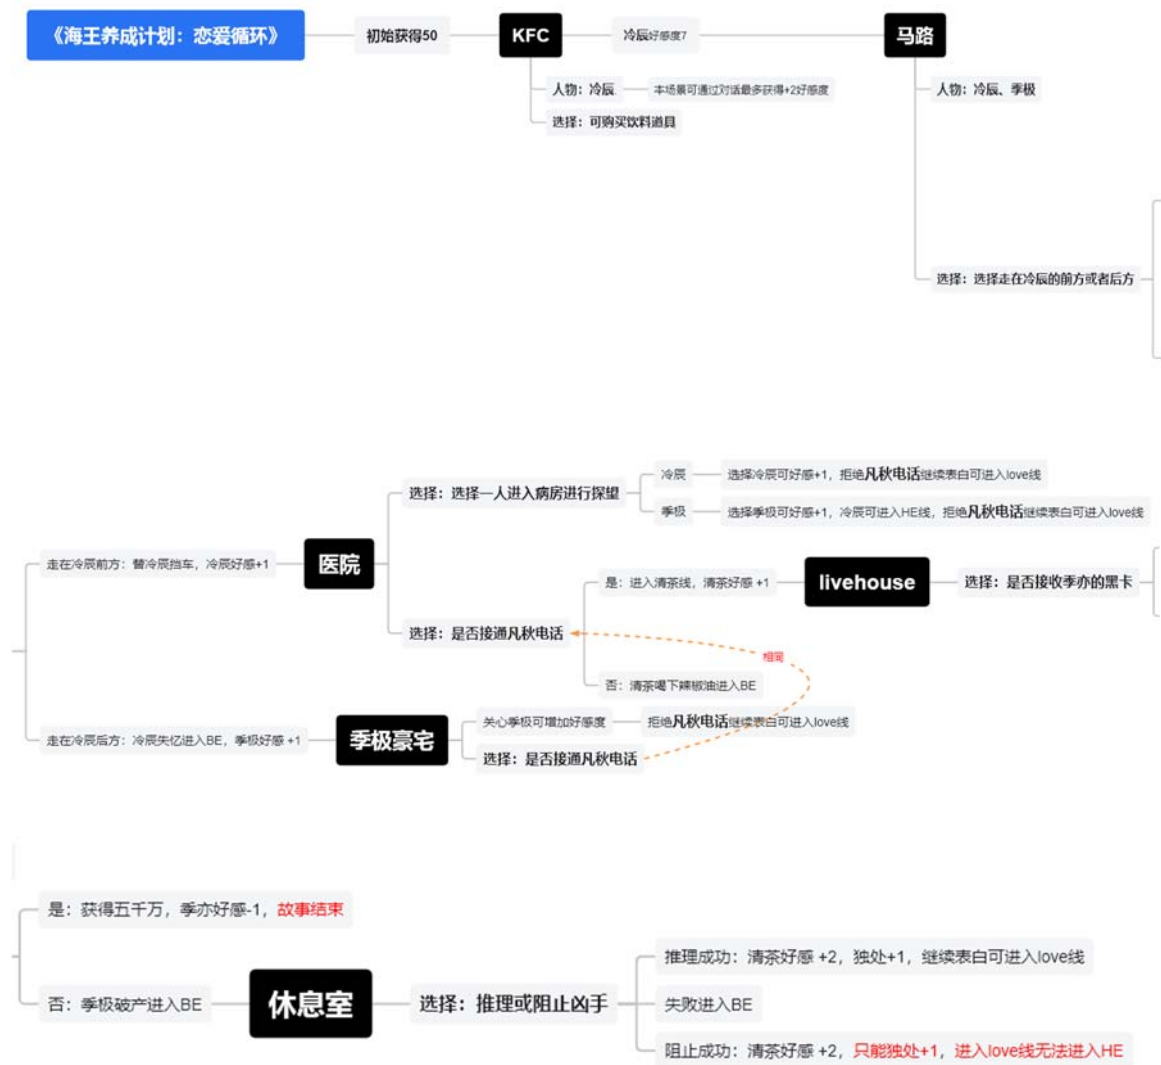 《海王养成计划：恋爱循环》
初始获得50
KFC
冷辰好感度7
马路
人物：冷辰
本场景可通过对话最多获得+2好感度
选择：可购买饮料道具
人物：冷辰、季极
选择：选择走在冷辰的前方或者后方
走在冷辰前方：替冷辰挡车，冷辰好感+1
医院
选择：选择一人进入病房进行探望
冷辰
选择冷辰可好感+1，拒绝凡秋电话继续表白可进入love线
季极
选择季极可好感+1，冷辰可进入HE线，拒绝凡秋电话继续表白可进入love线
选择：是否接通凡秋电话
是：进入清茶线，清茶好感 +1
livehouse
选择：是否接收季亦的黑卡
相同
否：清茶喝下辣椒油进入BE
走在冷辰后方：冷辰失忆进入BE，季极好感 +1
季极豪宅
关心季极可增加好感度
拒绝凡秋电话继续表白可进入love线
选择：是否接通凡秋电话
是：获得五千万，季亦好感-1，故事结束
否：季极破产进入BE
休息室
选择：推理或阻止凶手
推理成功：清茶好感 +2，独处+1，继续表白可进入love线
失败进入BE
阻止成功：清茶好感 +2，只能独处+1，进入love线无法进入HE